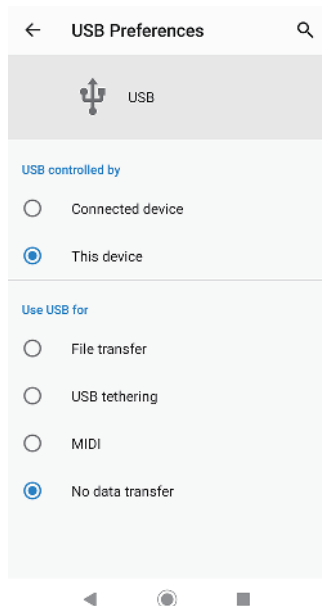 USB Preferences
USB
USB controlled by
Connected device
This device
Use USB for
File transfer
USB tethering
MIDI
No data transfer